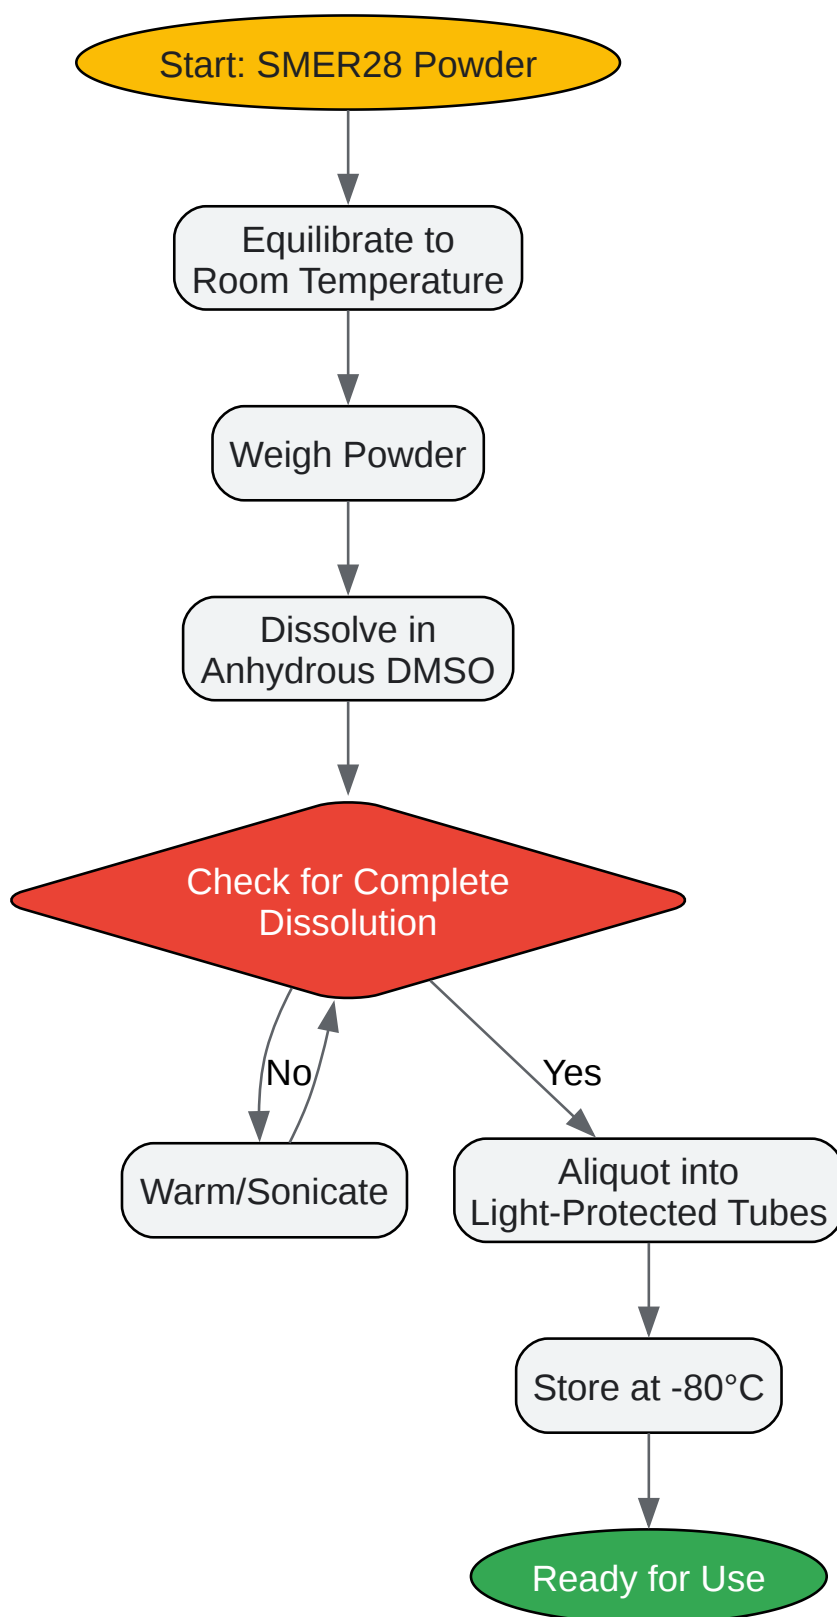 Start: SMER28 Powder
Equilibrate to
Room Temperature
Weigh Powder
Dissolve in
Anhydrous DMSO
Check for Complete
Dissolution
No
Yes
Warm/Sonicate
Aliquot into
Light-Protected Tubes
Store at -80°C
Ready for Use